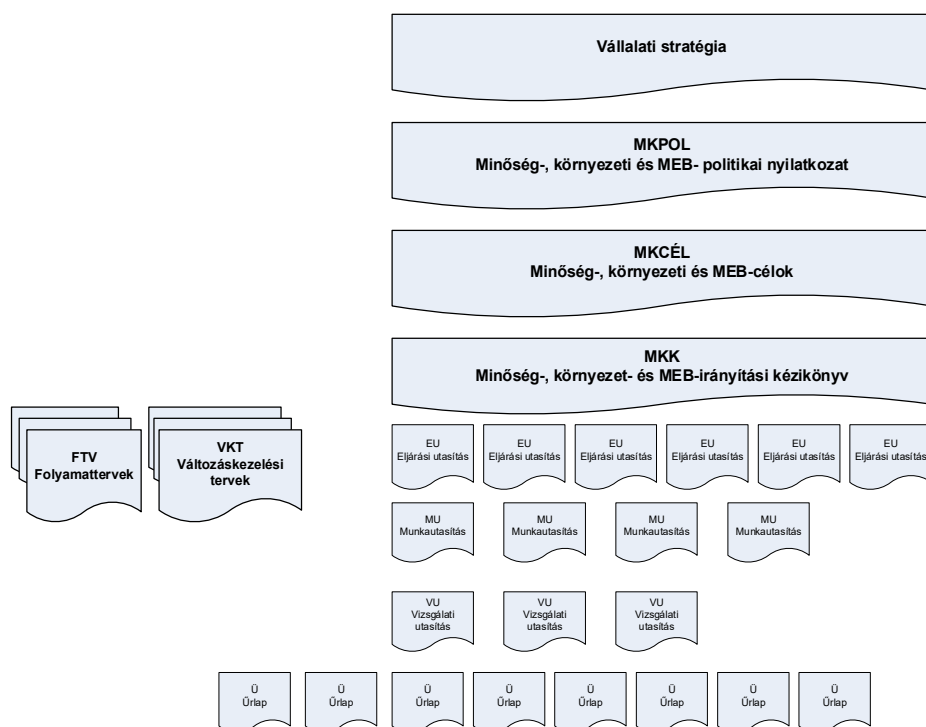 Vállalati stratégia
MKPOL
Minőség-, környezeti és MEB- politikai nyilatkozat
MKCÉL
Minőség-, környezeti és MEB-célok
MKK
Minőség-, környezet- és MEB-irányítási kézikönyv
FTV
Folyamattervek
VKT
Változáskezelési
tervek
EU
Eljárási utasítás
EU
Eljárási utasítás
EU
Eljárási utasítás
EU
Eljárási utasítás
EU
Eljárási utasítás
EU
Eljárási utasítás
MU
Munkautasítás
MU
Munkautasítás
MU
Munkautasítás
MU
Munkautasítás
VU
Vizsgálati
utasítás
VU
Vizsgálati
utasítás
VU
Vizsgálati
utasítás
Ü
Űrlap
Ü
Űrlap
Ü
Űrlap
Ü
Űrlap
Ü
Űrlap
Ü
Űrlap
Ü
Űrlap
Ü
Űrlap